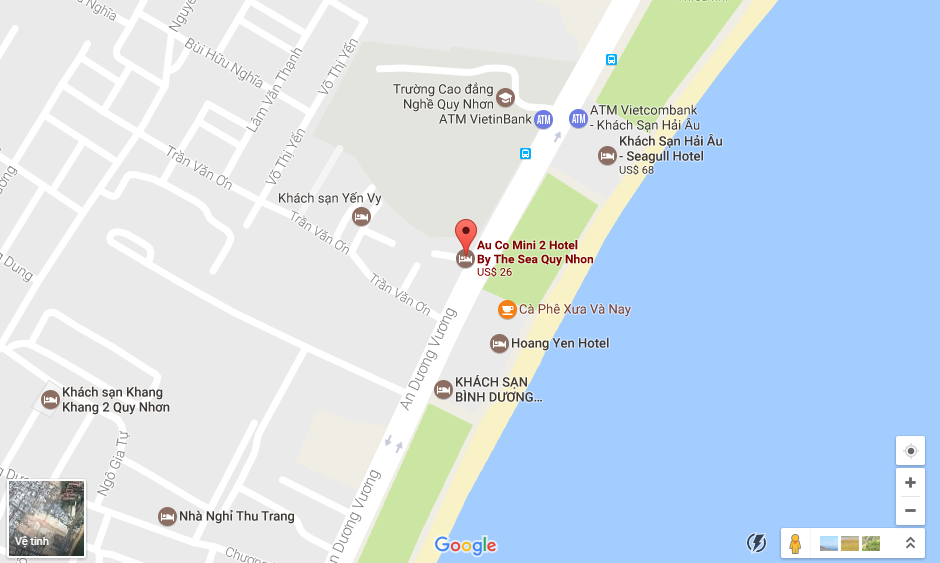 Nghĩa
Bùi Hữu Nghĩa
Lâm Văn Thạnh
Võ Thị Yến
Võ Thị Yến
Trường Cao đẳng
Nghề Quy Nhơn
ATM VietinBank
ATM
ATM
ATM Vietcombank
- Khách Sạn Hải Âu
Khách Sạn Hải Âu
- Seagull Hotel
US$ 68
Trần Văn Ơn
Khách sạn Yến Vy
Trần Văn Ơn
Au Co Mini 2 Hotel
By The Sea Quy Nhon
US$ 26
Trần Văn Ơn
Cà Phê Xưa Và Nay
An Dương Vương
Hoang Yen Hotel
KHÁCH SẠN
BÌNH DƯƠNG...
Khách sạn Khang
Khang 2 Quy Nhơn
Ngô Gia Tự
Nhà Nghỉ Thu Trang
An Dương Vương
Vệ tinh
Chương
Google